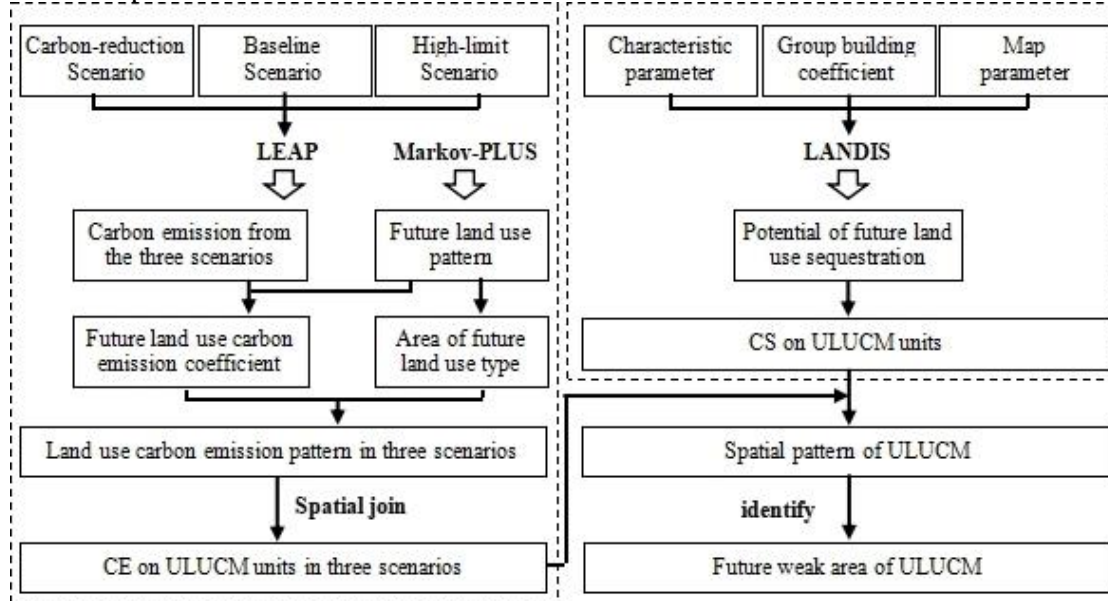 Carbon-reduction
Scenario
Baseline
Scenario
High-limit
Scenario
Characteristic
parameter
Group building
coefficient
Map
parameter
LEAP
Markov-PLUS
LANDIS
Carbon emission from
the three scenarios
Future land use
pattern
Potential of future land
use sequestration
Future land use carbon
emission coefficient
Area of future
land use type
CS on ULUCM units
Land use carbon emission pattern in three scenarios
Spatial pattern of ULUCM
Spatial join
identify
CE on ULUCM units in three scenarios
Future weak area of ULUCM